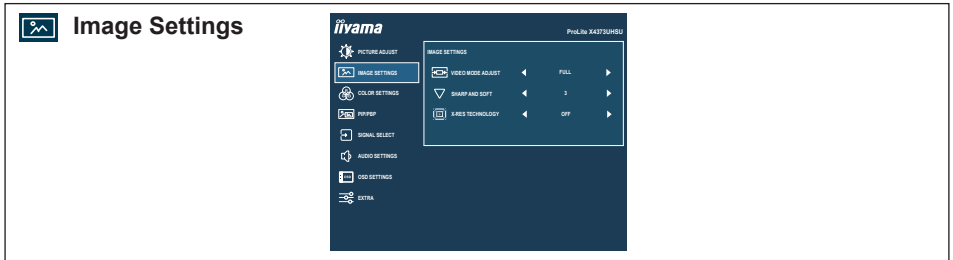 Image Settings
iiyama
ProLite X4373UHSU
PICTURE ADJUST
IMAGE SETTINGS
IMAGE SETTINGS
VIDEO MODE ADJUST FULL
COLOR SETTINGS
SHARP AND SOFT 3
PIP/PBP
X-RES TECHNOLOGY OFF
SIGNAL SELECT
AUDIO SETTINGS
OSD
OSD SETTINGS
EXTRA